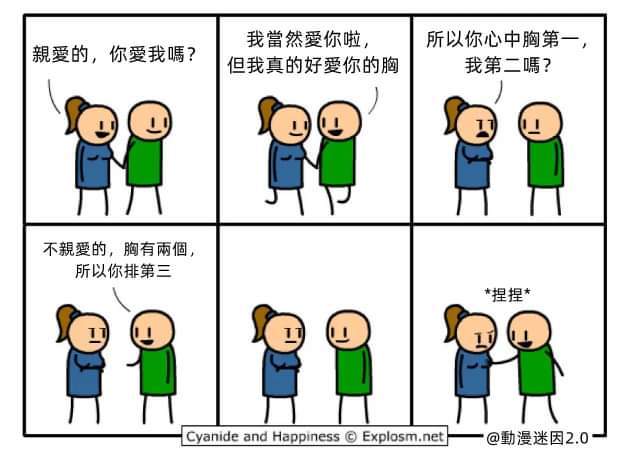 親愛的，你愛我嗎？
我當然愛你啦，
但我真的好愛你的胸
所以你心中胸第一，
我第二嗎？
不親愛的，胸有兩個，
所以你排第三
*捏捏*
Cyanide and Happiness © Explosm.net
@動漫迷因2.0